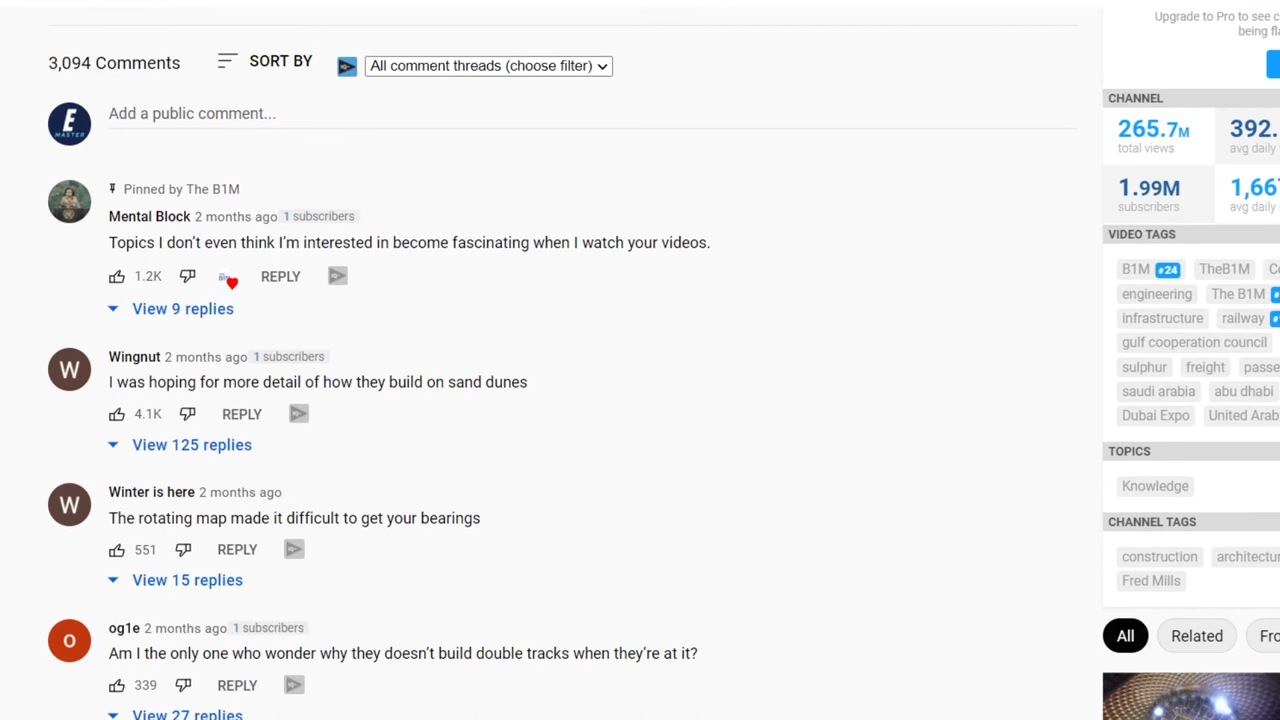 Upgrade to Pro to see
being
3,094 Comments
SORT BY
All comment threads (choose filter)
E
MASTER
Add a public comment...
Pinned by The B1M
Mental Block 2 months ago 1 subscribers
Topics I don't even think I'm interested in become fascinating when I watch your videos.
1.2K
REPLY
View 9 replies
W
Wingnut 2 months ago 1 subscribers
I was hoping for more detail of how they build on sand dunes
4.1K
REPLY
View 125 replies
W
Winter is here 2 months ago
The rotating map made it difficult to get your bearings
551
REPLY
View 15 replies
O
og1e 2 months ago 1 subscribers
Am I the only one who wonder why they doesn't build double tracks when they're at it?
339
REPLY
View 27 replies
CHANNEL
265.7M
392.
total views
avg daily
1.99M
1,66
subscribers
avg daily
VIDEO TAGS
B1M #24 TheB1M
engineering The B1M
infrastructure railway
gulf cooperation council
sulphur freight
saudi arabia abu dhabi
Dubai Expo United
TOPICS
Knowledge
CHANNEL TAGS
construction
Fred Mills
All Related